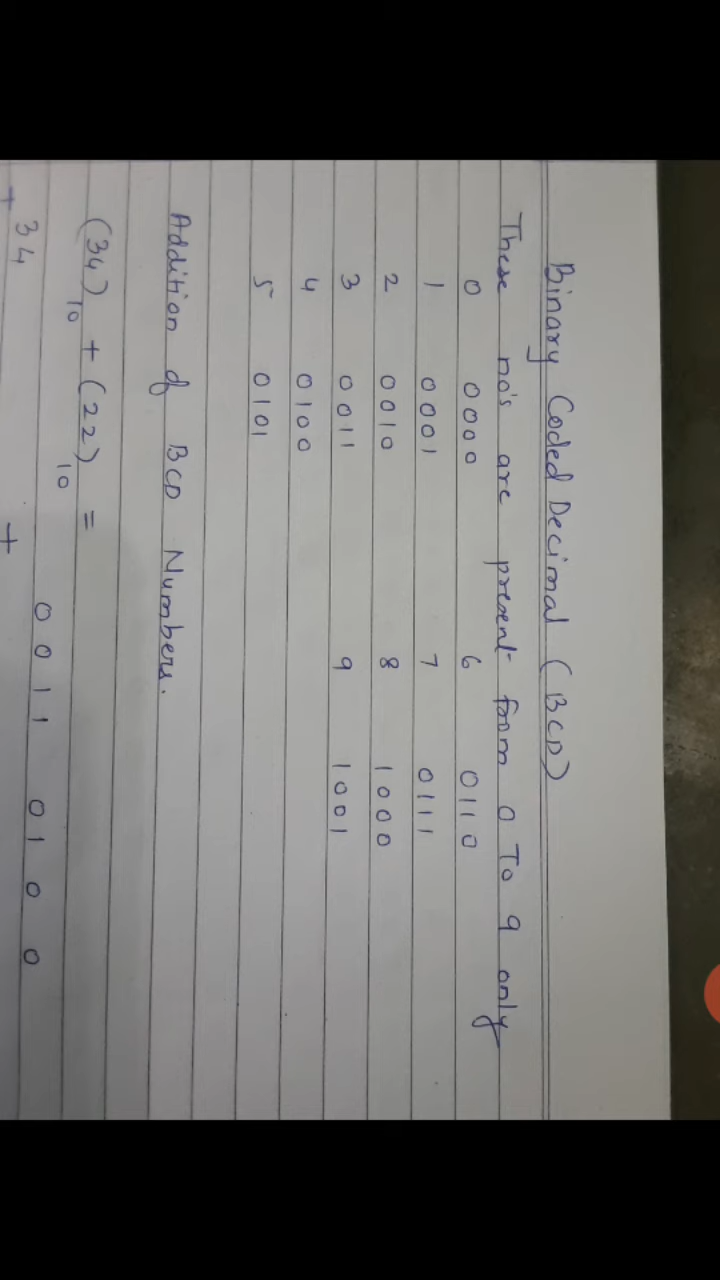 Binary Coded Decimal (BCD)
These no's are present from 0 To 9 only
0 0000 6 0110
1 0001 7 0111
2 0010 8 1000
3 0011 9 1001
4 0100
5 0101
Addition of BCD Numbers.
(34)10 + (22)10 =
34 0011 0100
+ +